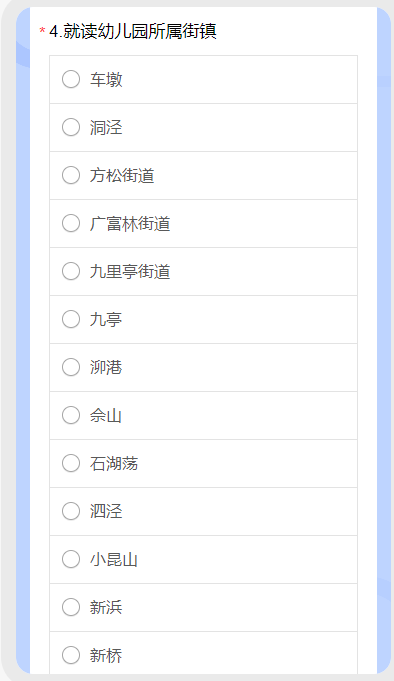 * 4.就读幼儿园所属街镇
车墩
洞泾
方松街道
广富林街道
九里亭街道
九亭
泖港
佘山
石湖荡
泗泾
小昆山
新浜
新桥